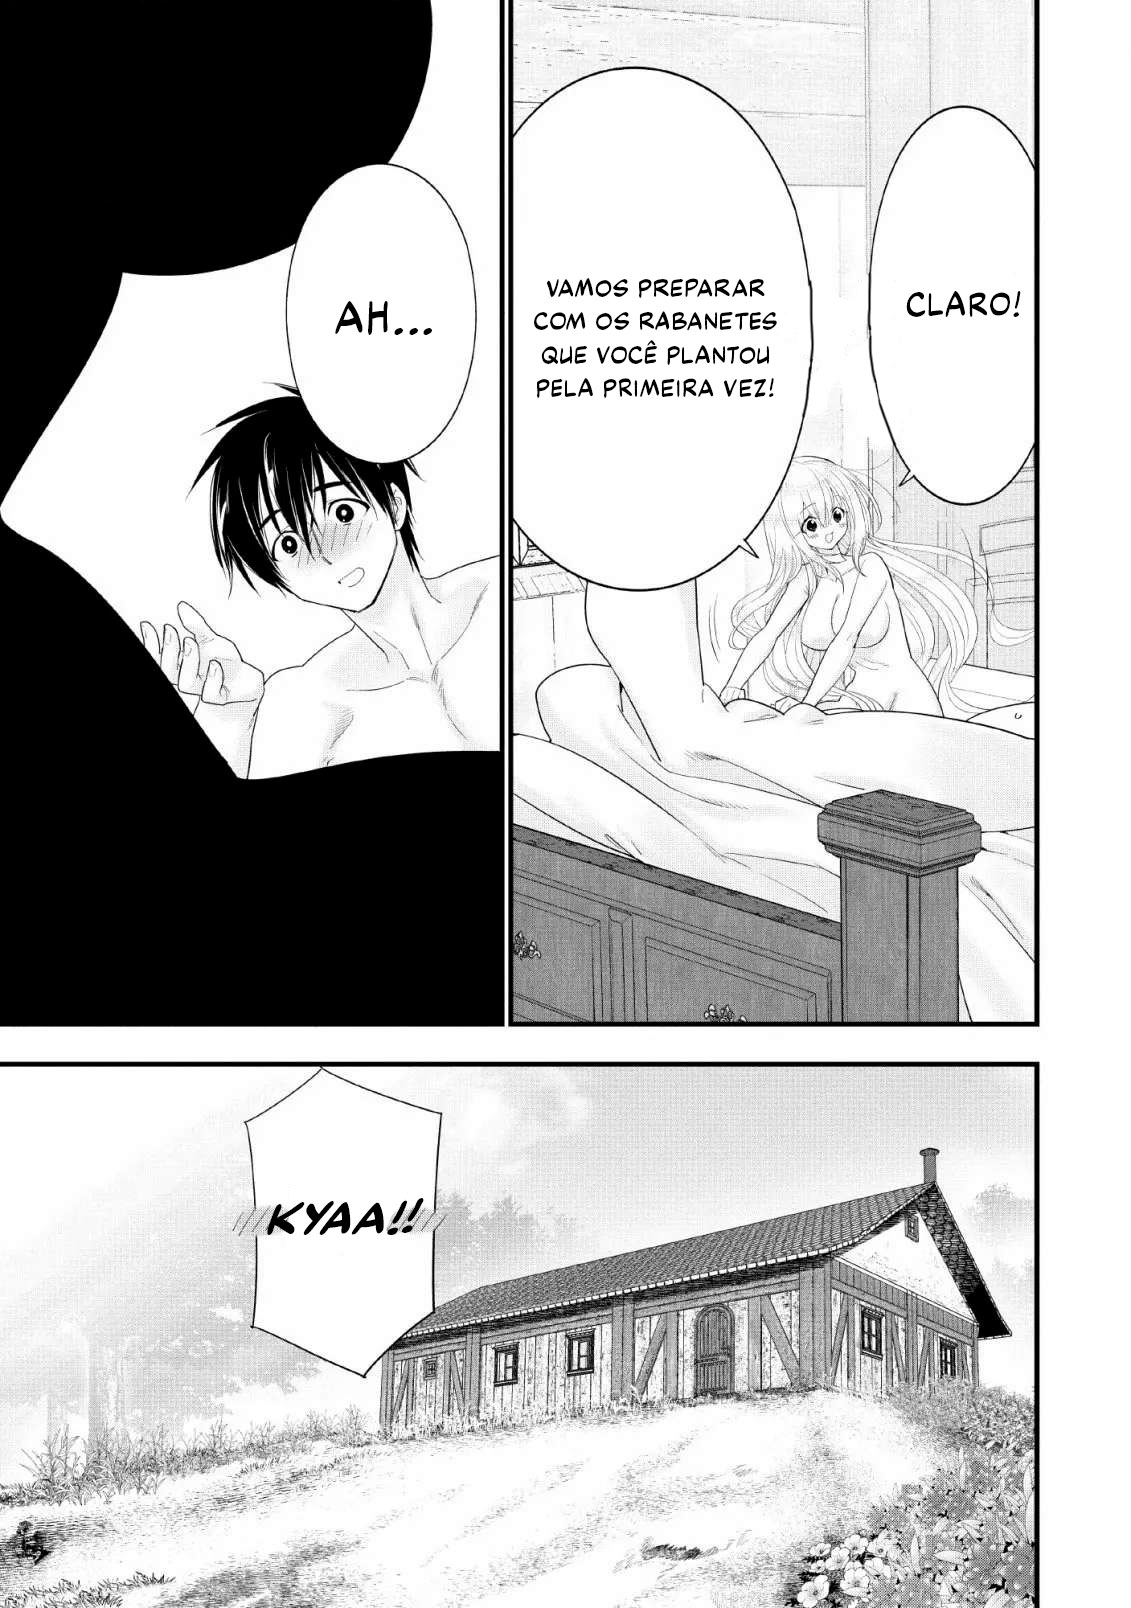 CLARO!
VAMOS PREPARAR
COM OS RABANETES
QUE VOCÊ PLANTOU
PELA PRIMEIRA VEZ!
AH...
KYAA!!